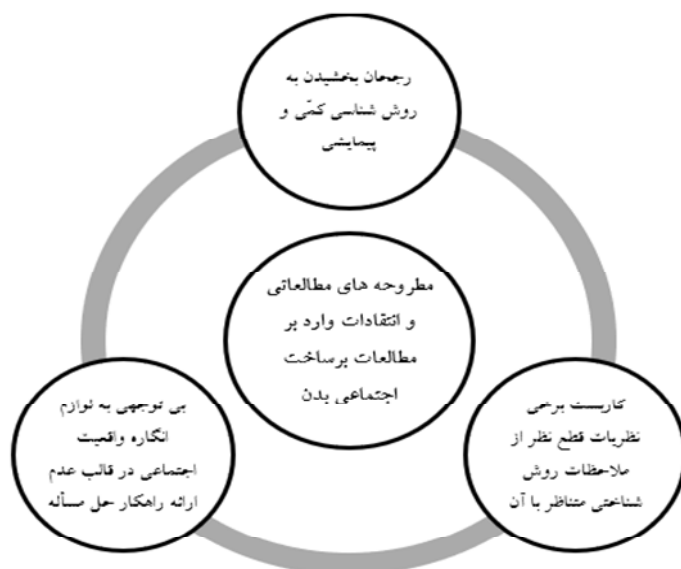 رجحان بخشیدن به
روش شناسی کمّی و
پیمایشی
مطروحه های مطالعاتی
و انتقادات وارد بر
مطالعات برساخت
اجتماعی بدن
کاربست برخی
نظریات قطع نظر از
ملاحظات روش
شناختی متناظر با آن
بی توجهی به لوازم
انگاره واقعیت
اجتماعی در قالب عدم
ارائه راهکار حل مسأله